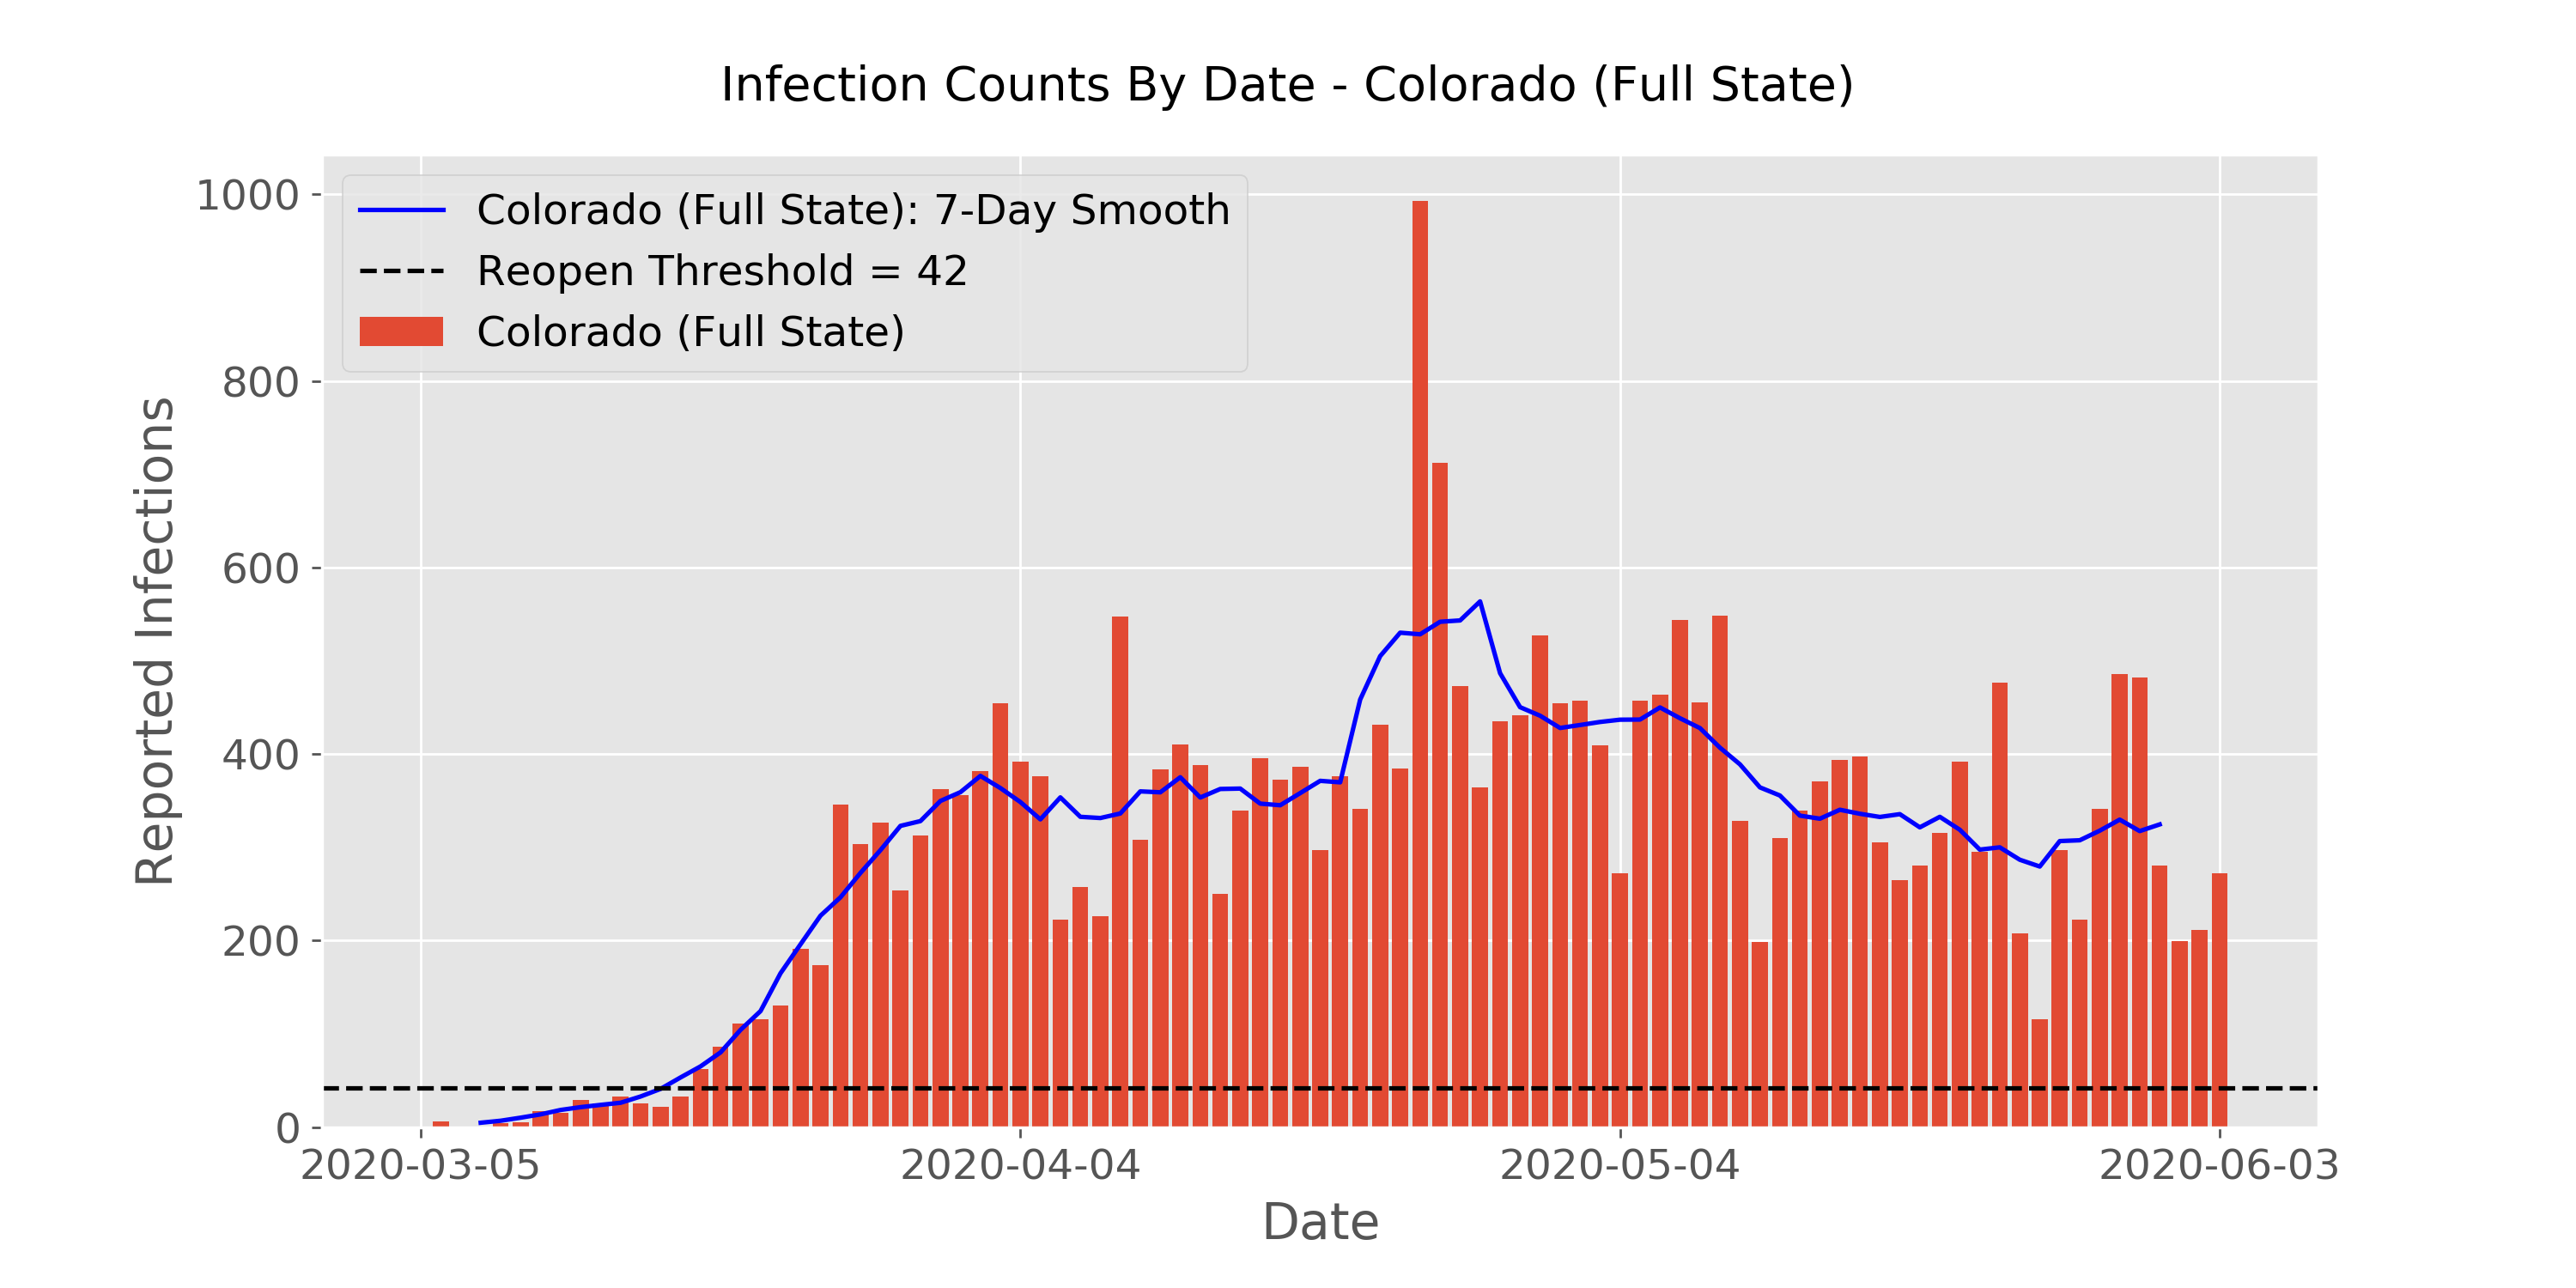 Infection Counts By Date - Colorado (Full State)
Colorado (Full State): 7-Day Smooth
Reopen Threshold = 42
Colorado (Full State)
Reported Infections
1000
800
600
400
200
0
2020-03-05
2020-04-04
2020-05-04
2020-06-03
Date